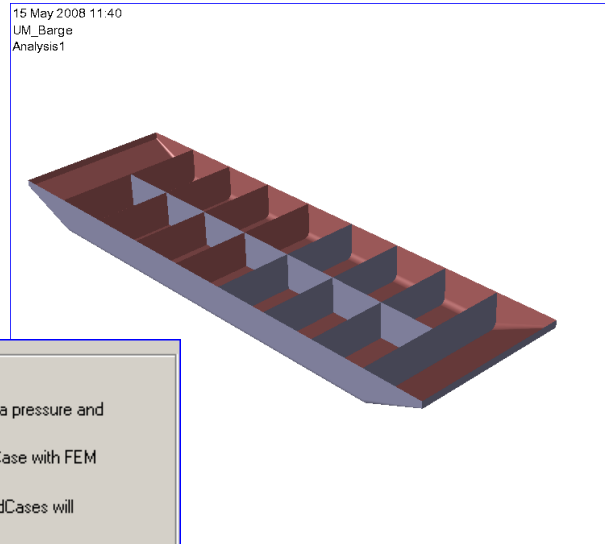 15 May 2008 11:40
UM_Barge
Analysis1
a pressure and
Case with FEM
dCases will